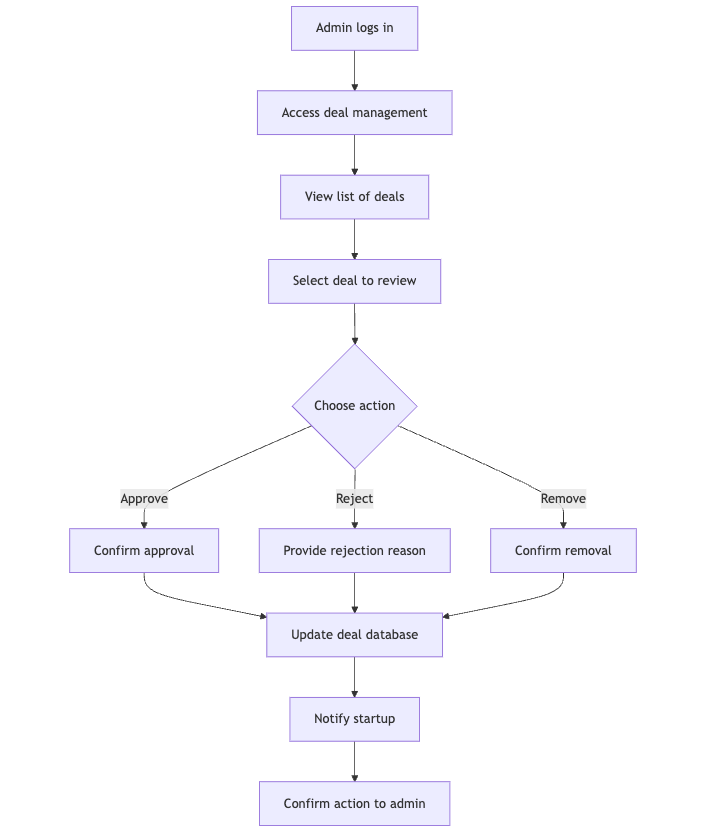 Admin logs in
Access deal management
View list of deals
Select deal to review
Choose action
Approve
Reject
Remove
Confirm approval
Provide rejection reason
Confirm removal
Update deal database
Notify startup
Confirm action to admin